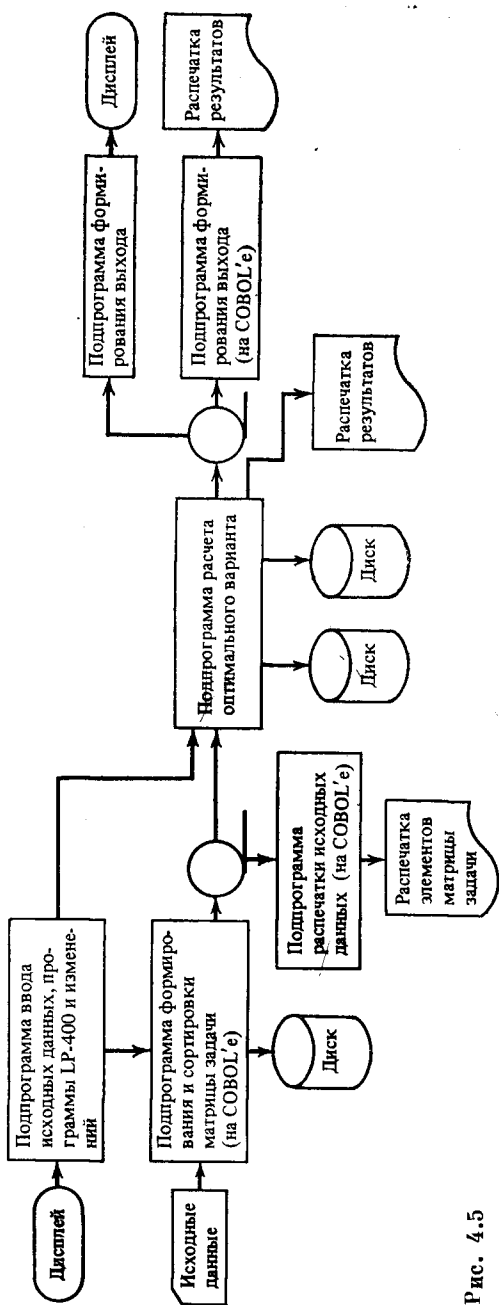 Дисплей
Подпрограмма ввода
исходных данных, про-
граммы LP-400 и измене-
ний
Исходные
данные
Подпрограмма формиро-
вания и сортировки
матрицы задачи
(на COBOL'е)
Диск
Подпрограмма
распечатки исходных
данных (на COBOL'е)
Распечатка
элементов
матрицы
задачи
Подпрограмма расчета
оптимального варианта
Диск
Диск
Распечатка
результатов
Подпрограмма форми-
рования выхода
Дисплей
Подпрограмма форми-
рования выхода
(на COBOL'е)
Распечатка
результатов
Рис. 4.5